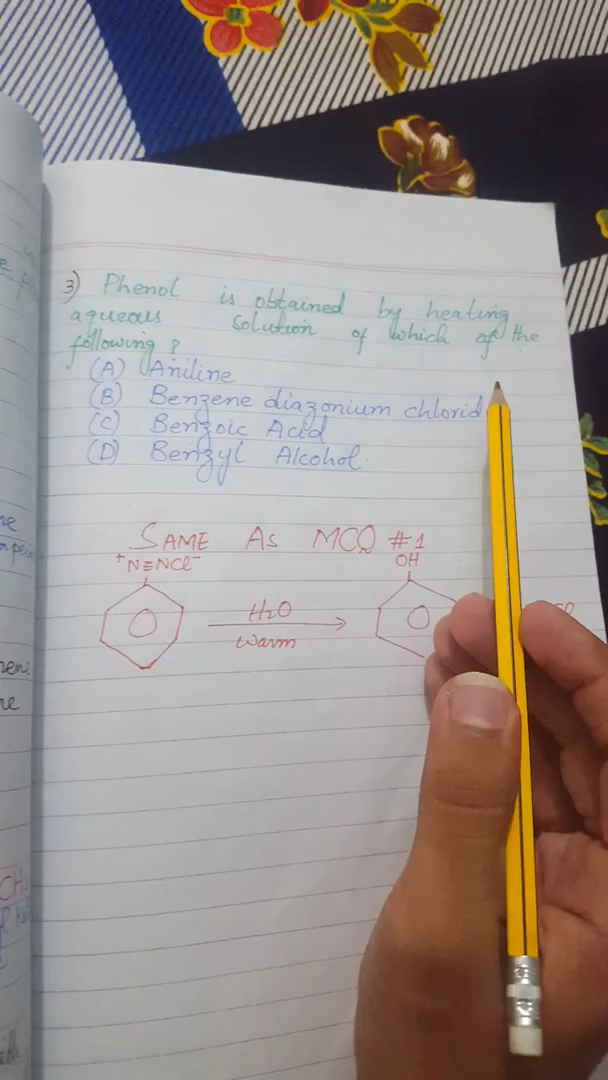 3) Phenol is obtained by heating
aqueous solution of which of the
following ?
(A) Aniline
(B) Benzene diazonium chlorid
(C) Benzoic Acid
(D) Benzyl Alcohol.
SAME As MCQ #1
+N≡NCl-
OH
H2O
warm